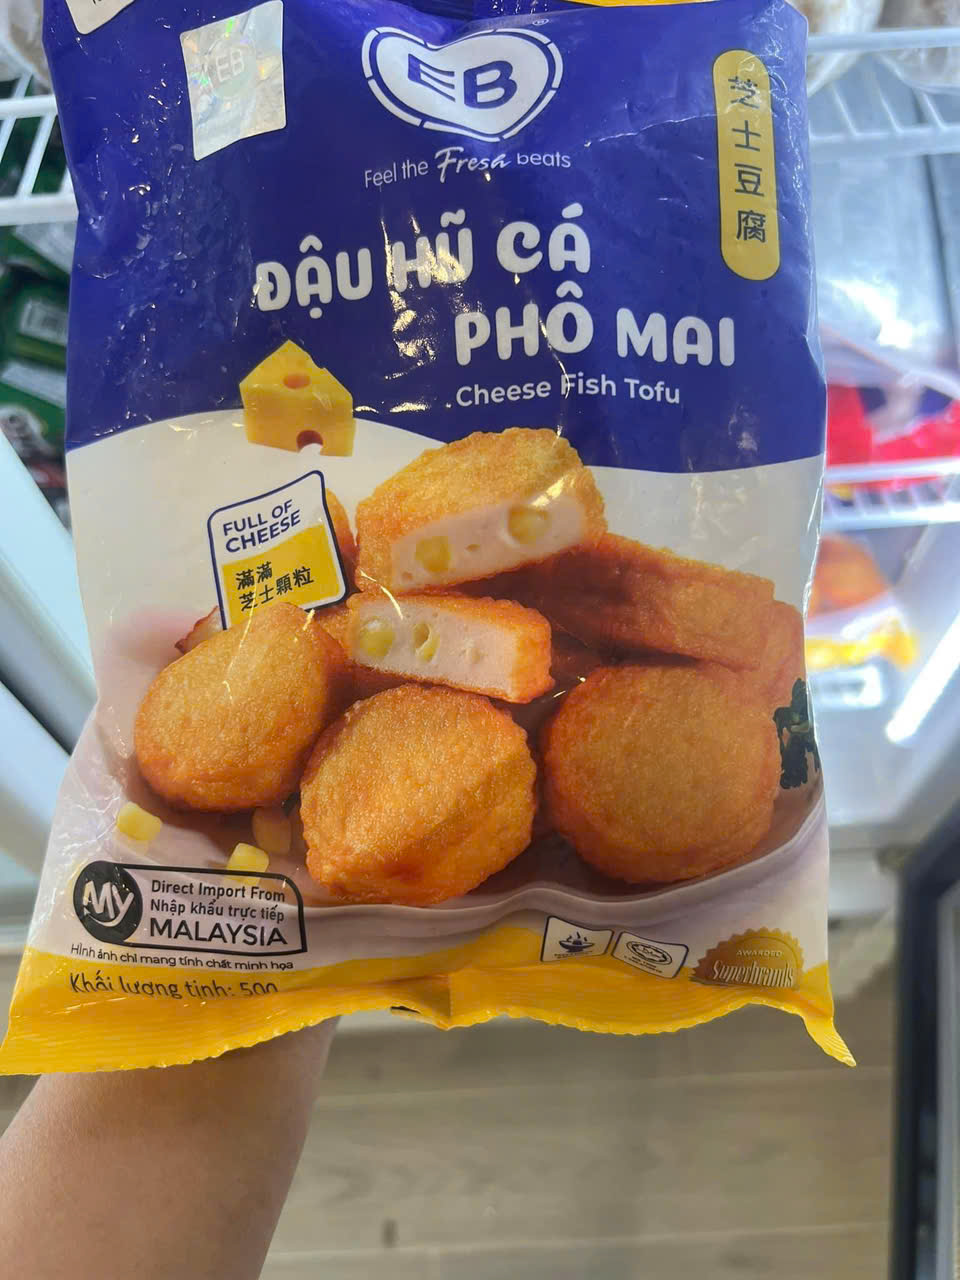 EB
EB
®
Feel the Fresh beats
芝士豆腐
ĐẬU HŨ CÁ
PHÔ MAI
Cheese Fish Tofu
FULL OF
CHEESE
滿滿
芝士顆粒
My
Direct Import From
Nhập khẩu trực tiếp
MALAYSIA
Hình ảnh chỉ mang tính chất minh họa
Khối lượng tịnh: 500
AWARDED
Superbrands